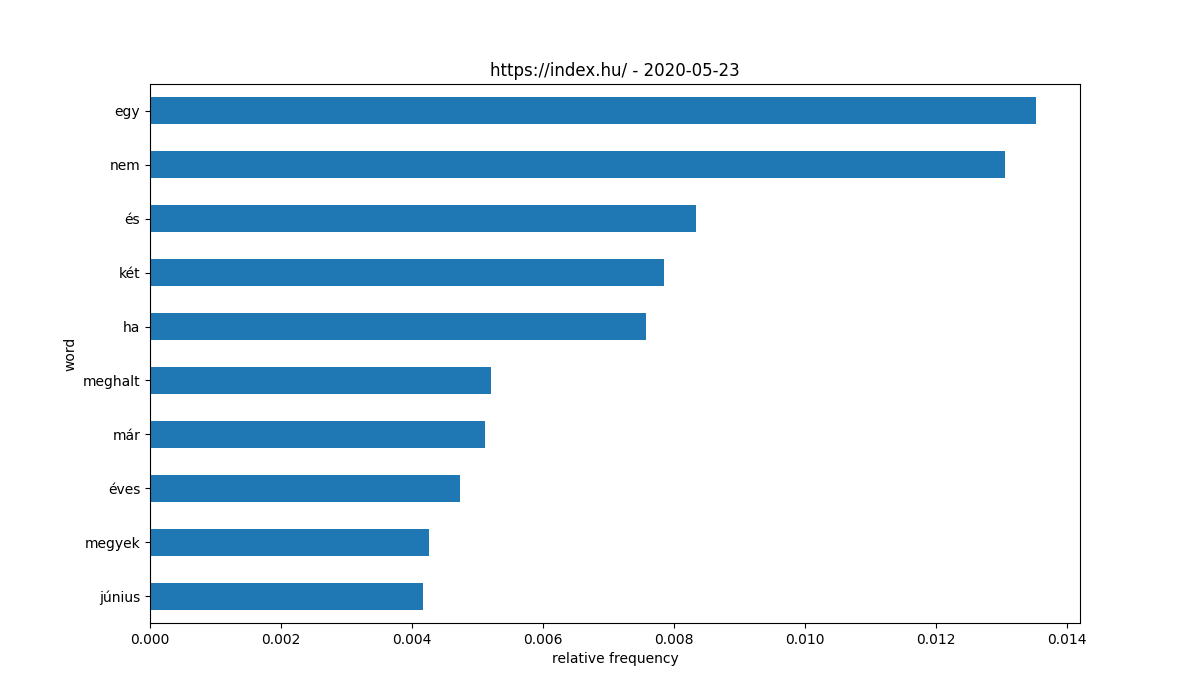 https://index.hu/ - 2020-05-23
egy
nem
és
két
ha
meghalt
már
éves
megyek
június
word
0.000 0.002 0.004 0.006 0.008 0.010 0.012 0.014
relative frequency